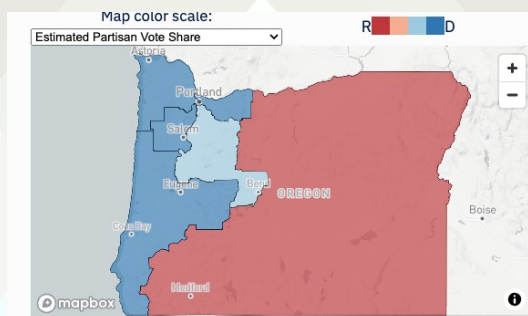 Map color scale:
R D
Estimated Partisan Vote Share
Astoria
+
Portland
−
Salem
Eugene
Bend
OREGON
Boise
Coos Bay
Medford
mapbox
i